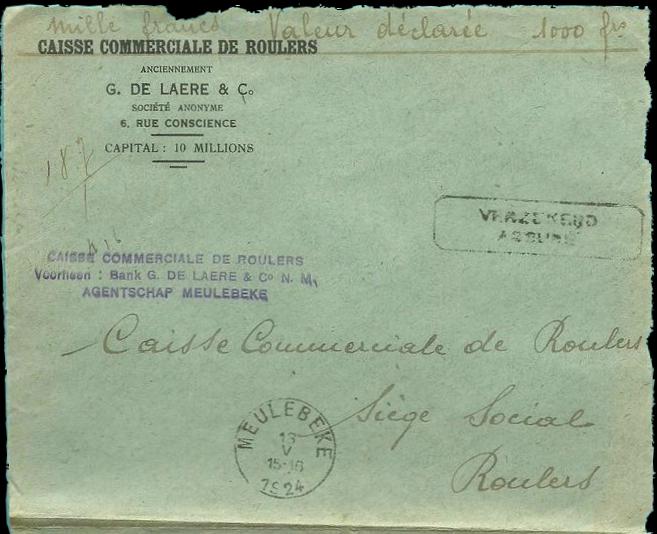 mille francs Valeur déclarée 1000 frs
CAISSE COMMERCIALE DE ROULERS
ANCIENNEMENT
G. DE LAERE & Co
SOCIÉTÉ ANONYME
6, RUE CONSCIENCE
CAPITAL : 10 MILLIONS
VERZEKERD
ASSURÉ
CAISSE COMMERCIALE DE ROULERS
Voorheen : Bank G. DE LAERE & Co N. M.
AGENTSCHAP MEULEBEKE
Caisse Commerciale de Roulers
Siège Social
Roulers
MEULEBEKE
13
V
15-16
1924